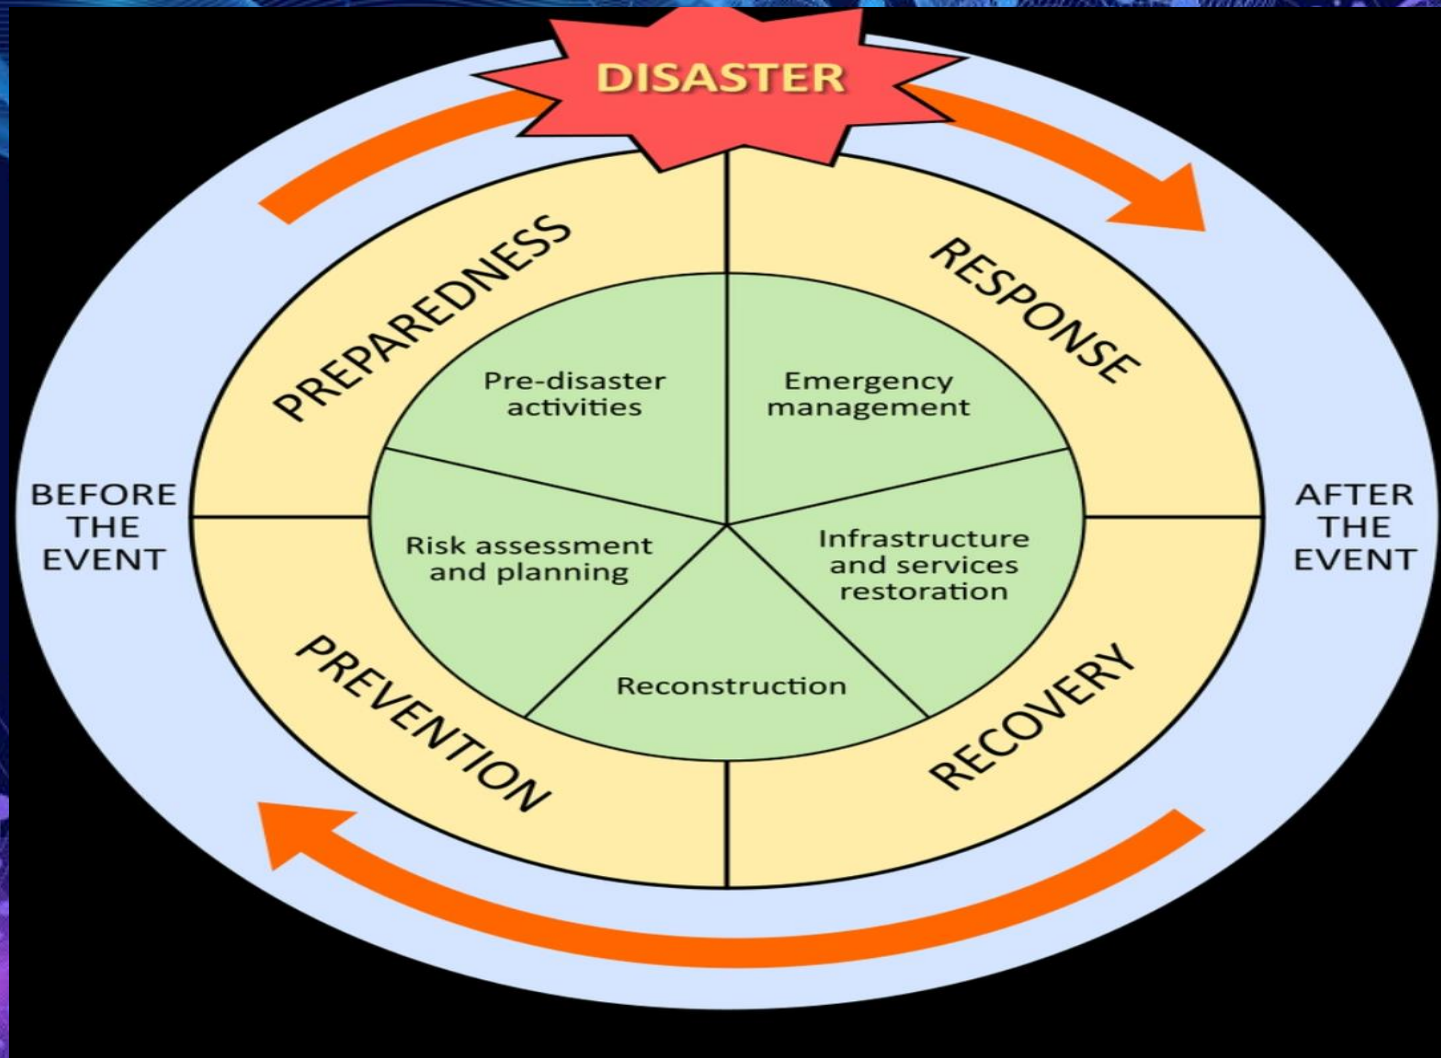 DISASTER
PREPAREDNESS
RESPONSE
Pre-disaster
activities
Emergency
management
BEFORE
THE
EVENT
AFTER
THE
EVENT
Risk assessment
and planning
Infrastructure
and services
restoration
Reconstruction
PREVENTION
RECOVERY